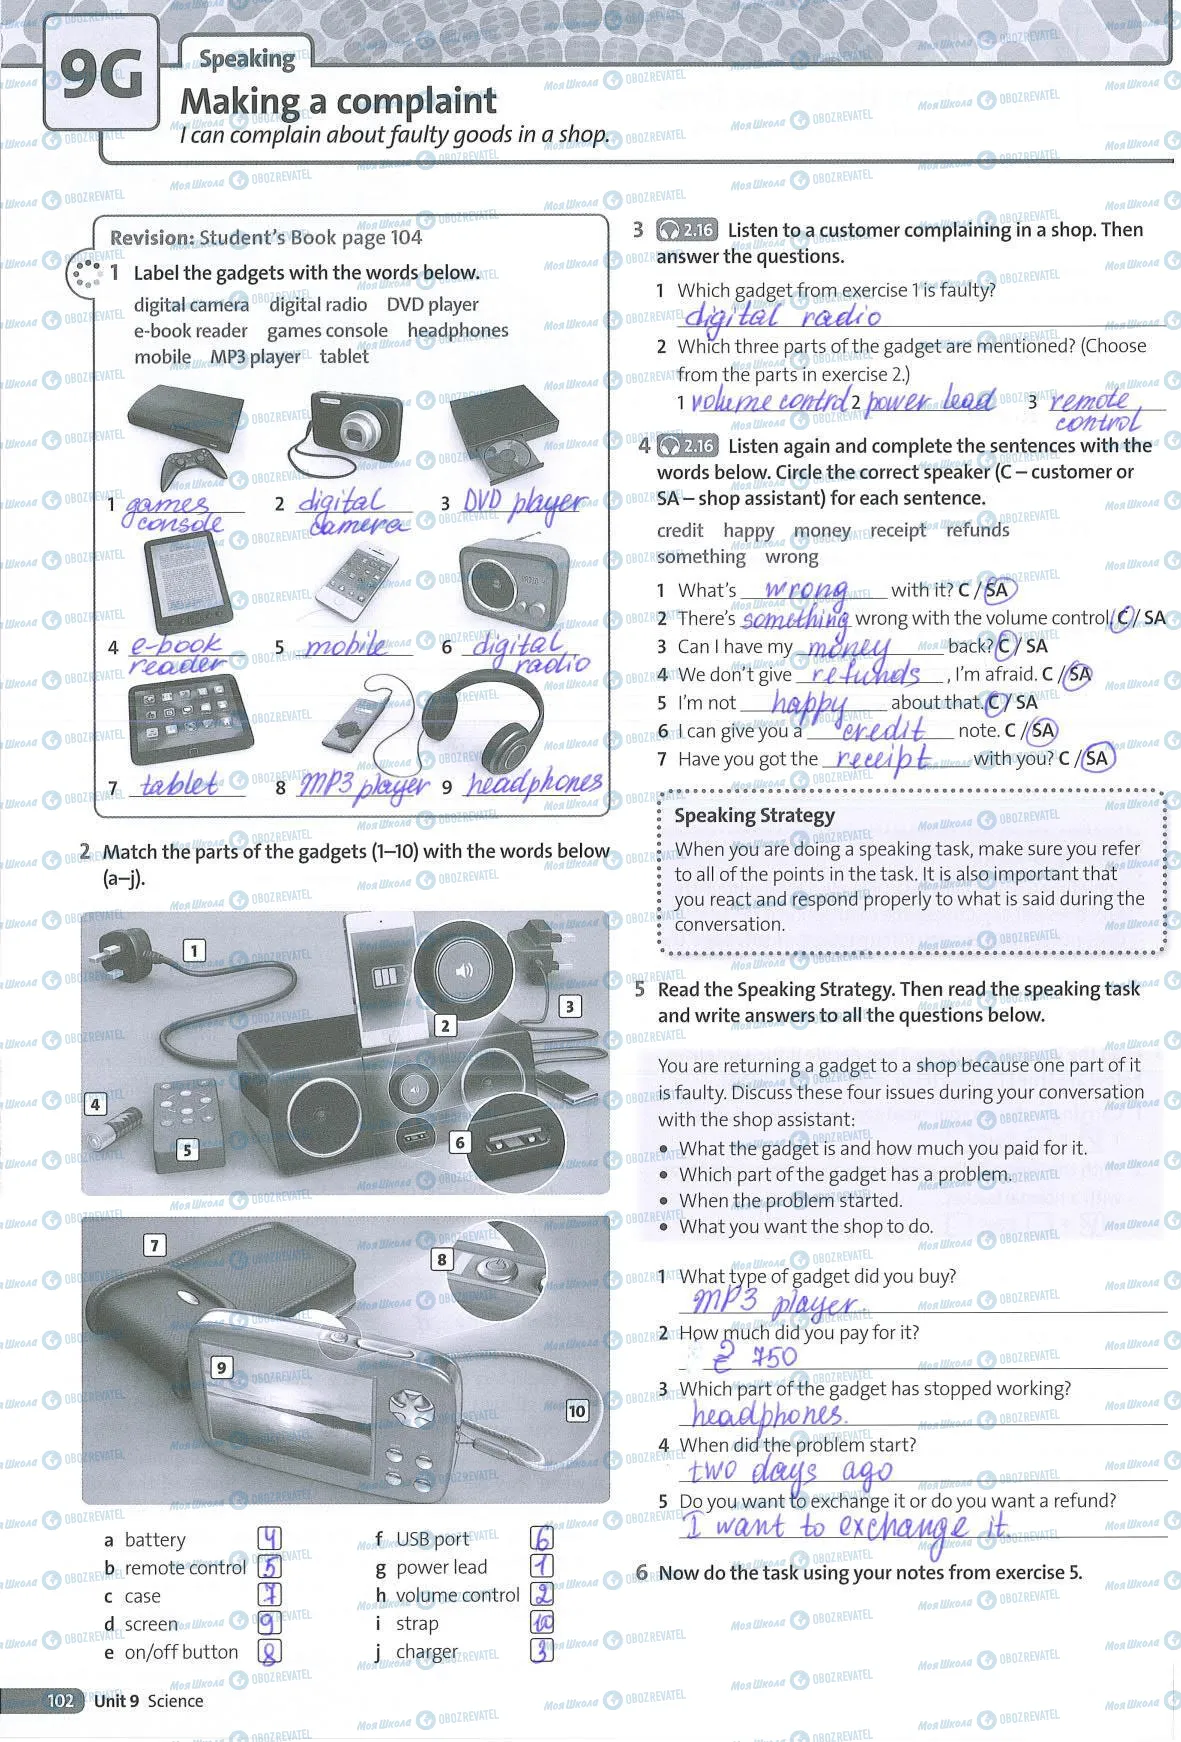 9G
Speaking
Making a complaint
I can complain about faulty goods in a shop.
Revision: Student's Book page 104
1 Label the gadgets with the words below.
digital camera digital radio DVD player
e-book reader games console headphones
mobile MP3 player tablet
1 games console
2 digital camera
3 DVD player
4 e-book reader
5 mobile
6 digital radio
7 tablet
8 MP3 player
9 headphones
2 Match the parts of the gadgets (1–10) with the words below
(a–j).
1
2
3
4
5
6
7
8
9
10
a battery 4
b remote control 5
c case 7
d screen 9
e on/off button 8
f USB port 6
g power lead 1
h volume control 2
i strap 10
j charger 3
102 Unit 9 Science
3 2.16 Listen to a customer complaining in a shop. Then
answer the questions.
1 Which gadget from exercise 1 is faulty?
digital radio
2 Which three parts of the gadget are mentioned? (Choose
from the parts in exercise 2.)
1 volume control 2 power lead 3 remote
control
4 2.16 Listen again and complete the sentences with the
words below. Circle the correct speaker (C – customer or
SA – shop assistant) for each sentence.
credit happy money receipt refunds
something wrong
1 What's wrong with it? C / SA
2 There's something wrong with the volume control. C / SA
3 Can I have my money back? C / SA
4 We don't give refunds, I'm afraid. C / SA
5 I'm not happy about that. C / SA
6 I can give you a credit note. C / SA
7 Have you got the receipt with you? C / SA
Speaking Strategy
When you are doing a speaking task, make sure you refer
to all of the points in the task. It is also important that
you react and respond properly to what is said during the
conversation.
5 Read the Speaking Strategy. Then read the speaking task
and write answers to all the questions below.
You are returning a gadget to a shop because one part of it
is faulty. Discuss these four issues during your conversation
with the shop assistant:
• What the gadget is and how much you paid for it.
• Which part of the gadget has a problem.
• When the problem started.
• What you want the shop to do.
1 What type of gadget did you buy?
MP3 player.
2 How much did you pay for it?
₴ 750
3 Which part of the gadget has stopped working?
headphones.
4 When did the problem start?
two days ago
5 Do you want to exchange it or do you want a refund?
I want to exchange it.
6 Now do the task using your notes from exercise 5.
Моя Школа OBOZREVATEL